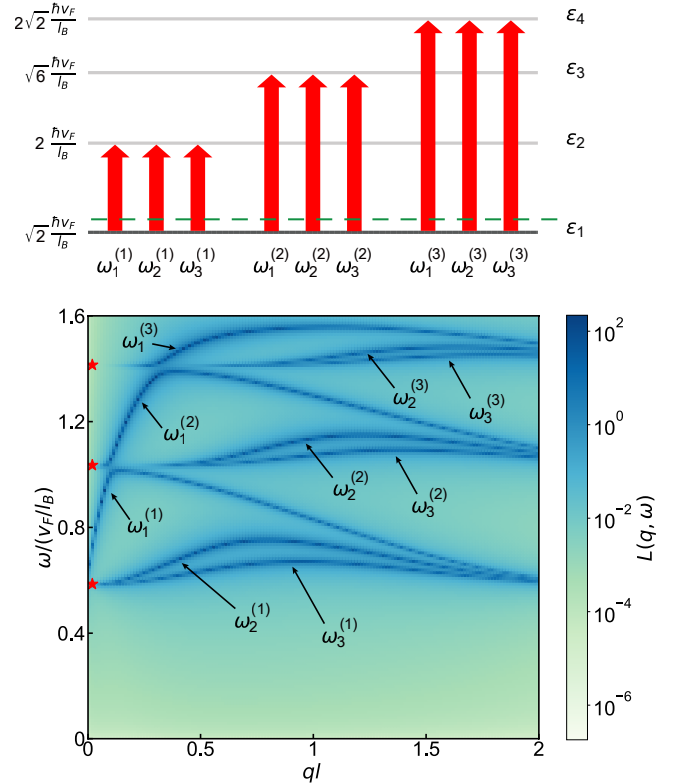 2√2 ħv_F/l_B ε₄
√6 ħv_F/l_B ε₃
2 ħv_F/l_B ε₂
√2 ħv_F/l_B ε₁
ω₁⁽¹⁾ ω₂⁽¹⁾ ω₃⁽¹⁾ ω₁⁽²⁾ ω₂⁽²⁾ ω₃⁽²⁾ ω₁⁽³⁾ ω₂⁽³⁾ ω₃⁽³⁾
1.6
1.2
0.8
0.4
0
ω/(v_F/l_B)
ω₁⁽³⁾
ω₁⁽²⁾
ω₂⁽³⁾
ω₃⁽³⁾
ω₁⁽¹⁾
ω₂⁽²⁾
ω₃⁽²⁾
ω₂⁽¹⁾
ω₃⁽¹⁾
0 0.5 1 1.5 2
ql
10²
10⁰
10⁻²
10⁻⁴
10⁻⁶
L(q, ω)